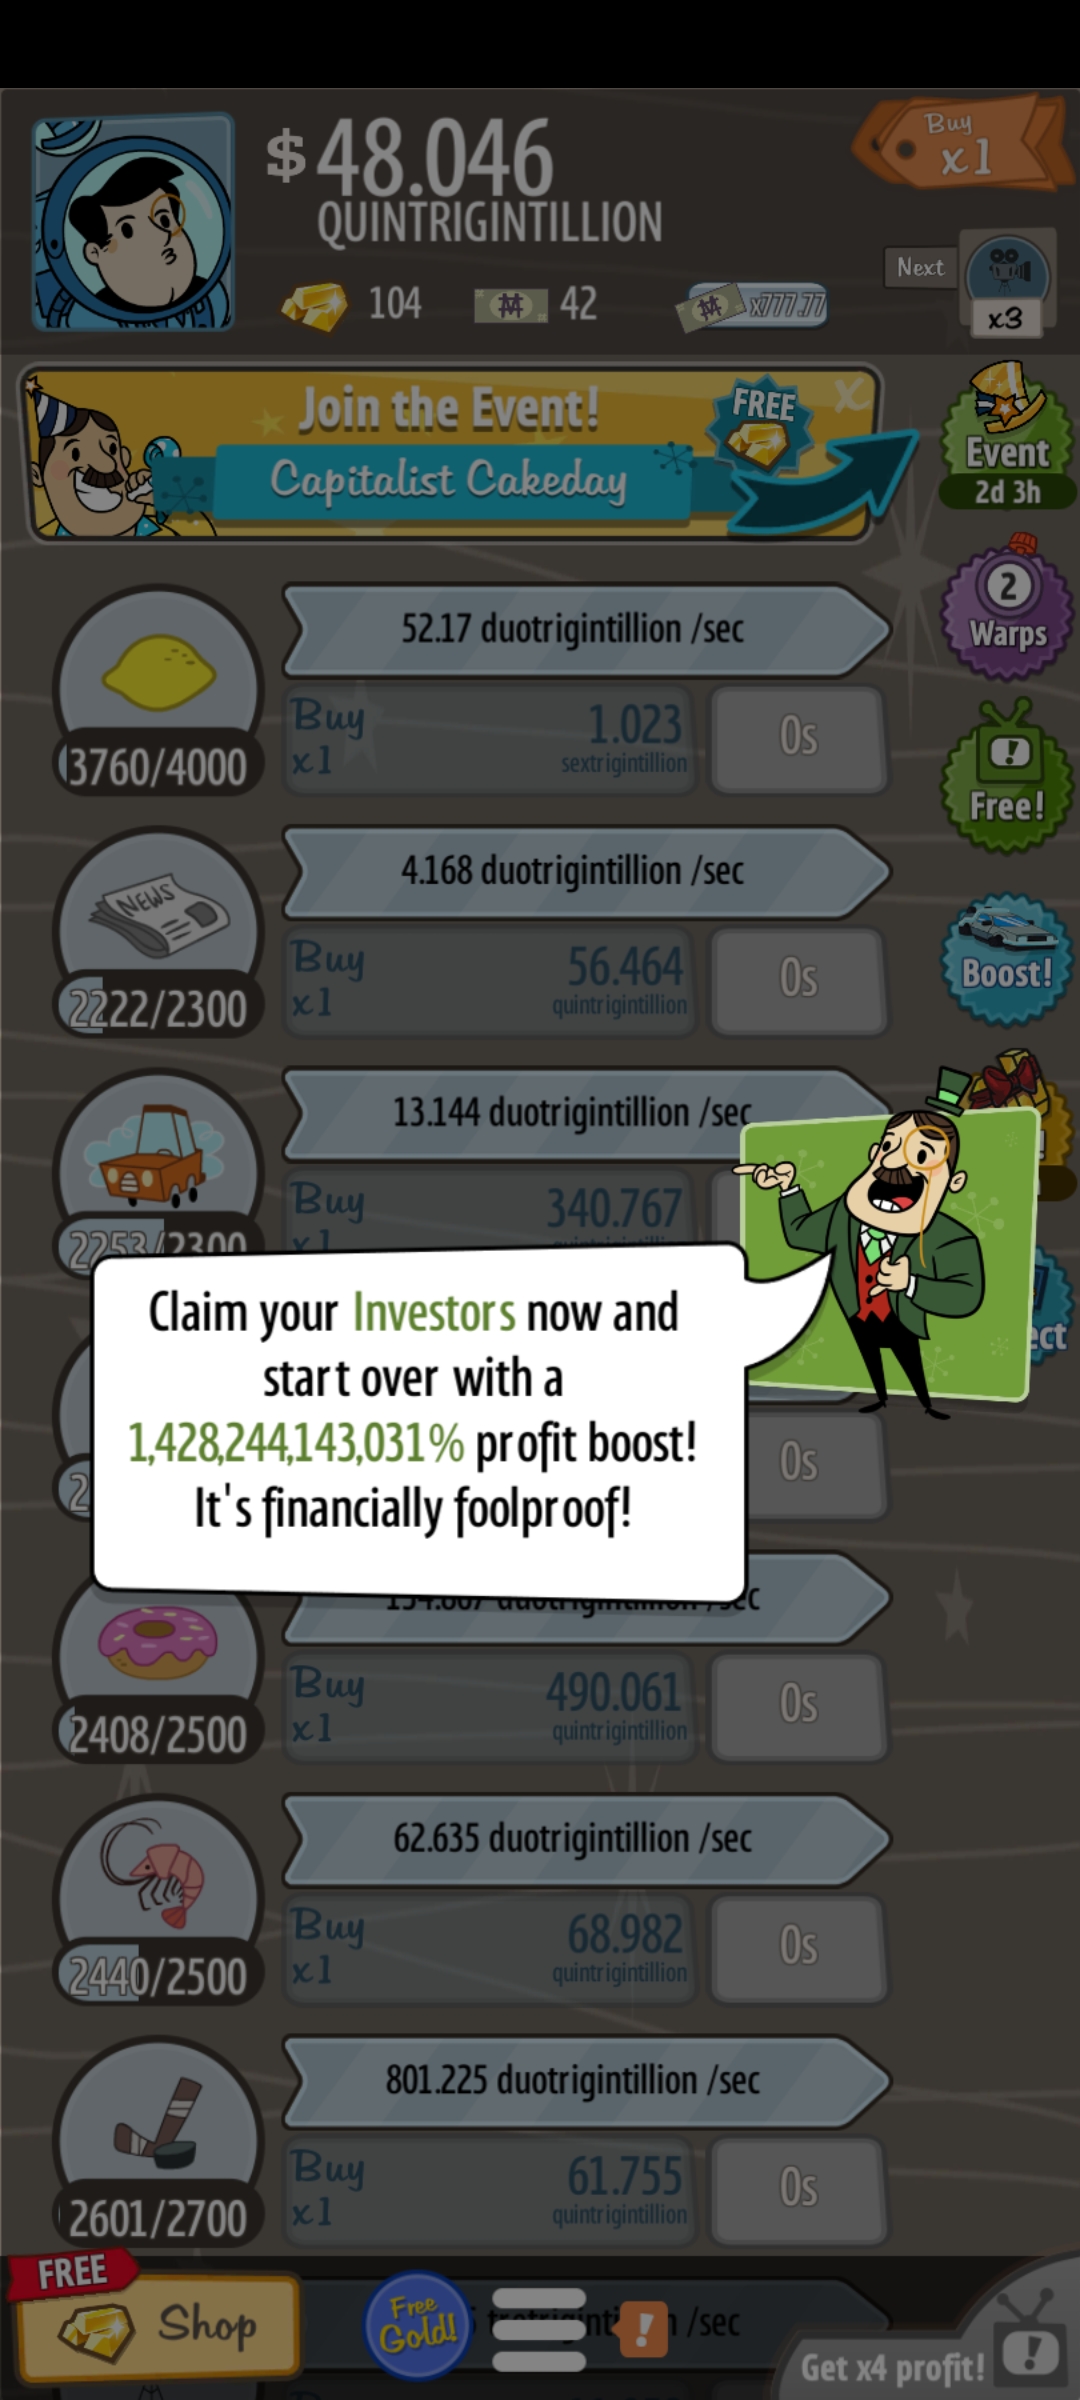 $ 48.046
QUINTRIGINTILLION
Buy
x1
104
42
x777.77
Next
x3
Join the Event!
Capitalist Cakeday
FREE
x
Event
2d 3h
52.17 duotrigintillion /sec
2
Warps
Buy
x1
1.023
sextrigintillion
0s
3760/4000
!
Free!
4.168 duotrigintillion /sec
NEWS
Buy
x1
56.464
quintrigintillion
0s
2222/2300
Boost!
13.144 duotrigintillion /sec
Buy
x1
340.767
2253/2300
!
Claim your Investors now and
start over with a
1,428,244,143,031% profit boost!
It's financially foolproof!
ect
2
0s
Buy
x1
490.061
quintrigintillion
0s
2408/2500
62.635 duotrigintillion /sec
Buy
x1
68.982
quintrigintillion
0s
2440/2500
801.225 duotrigintillion /sec
Buy
x1
61.755
quintrigintillion
0s
2601/2700
FREE
Shop
Free
Gold!
!
/sec
Get x4 profit!
!
Buy